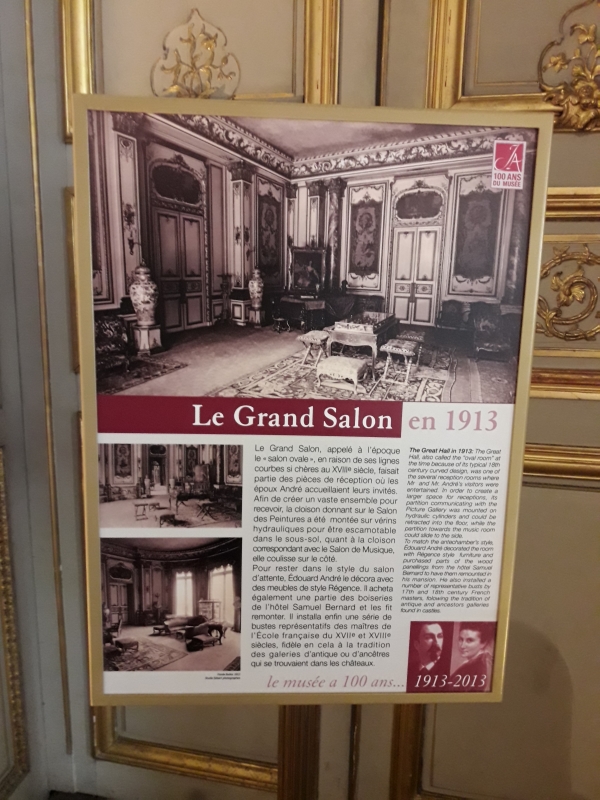 JA
100 ANS
DU MUSÉE
Le Grand Salon en 1913
Le Grand Salon, appelé à l'époque
le « salon ovale », en raison de ses lignes
courbes si chères au XVIIIᵉ siècle, faisait
partie des pièces de réception où les
époux André accueillaient leurs invités.
Afin de créer un vaste ensemble pour
recevoir, la cloison donnant sur le Salon
des Peintures a été montée sur vérins
hydrauliques pour être escamotable
dans le sous-sol, quant à la cloison
correspondant avec le Salon de Musique,
elle coulisse sur le côté.
Pour rester dans le style du salon
d'attente, Édouard André le décora avec
des meubles de style Régence. Il acheta
également une partie des boiseries
de l'hôtel Samuel Bernard et les fit
remonter. Il installa enfin une série de
bustes représentatifs des maîtres de
l'École française du XVIIᵉ et XVIIIᵉ
siècles, fidèle en cela à la tradition
des galeries d'antique ou d'ancêtres
qui se trouvaient dans les châteaux.
The Great Hall in 1913: The Great
Hall, also called the "oval room" at
the time because of its typical 18th
century curved design, was one of
the several reception rooms where
Mr and Mr. André's visitors were
entertained. In order to create a
larger space for receptions, its
partition communicating with the
Picture Gallery was mounted on
hydraulic cylinders and could be
retracted into the floor, while the
partition towards the music room
could slide to the side.
To match the antechamber's style,
Édouard André decorated the room
with Régence style furniture and
purchased parts of the wood
panellings from the hôtel Samuel
Bernard to have them remounted in
his mansion. He also installed a
number of representative busts by
17th and 18th century French
masters, following the tradition of
antique and ancestors galleries
found in castles.
le musée a 100 ans... 1913-2013